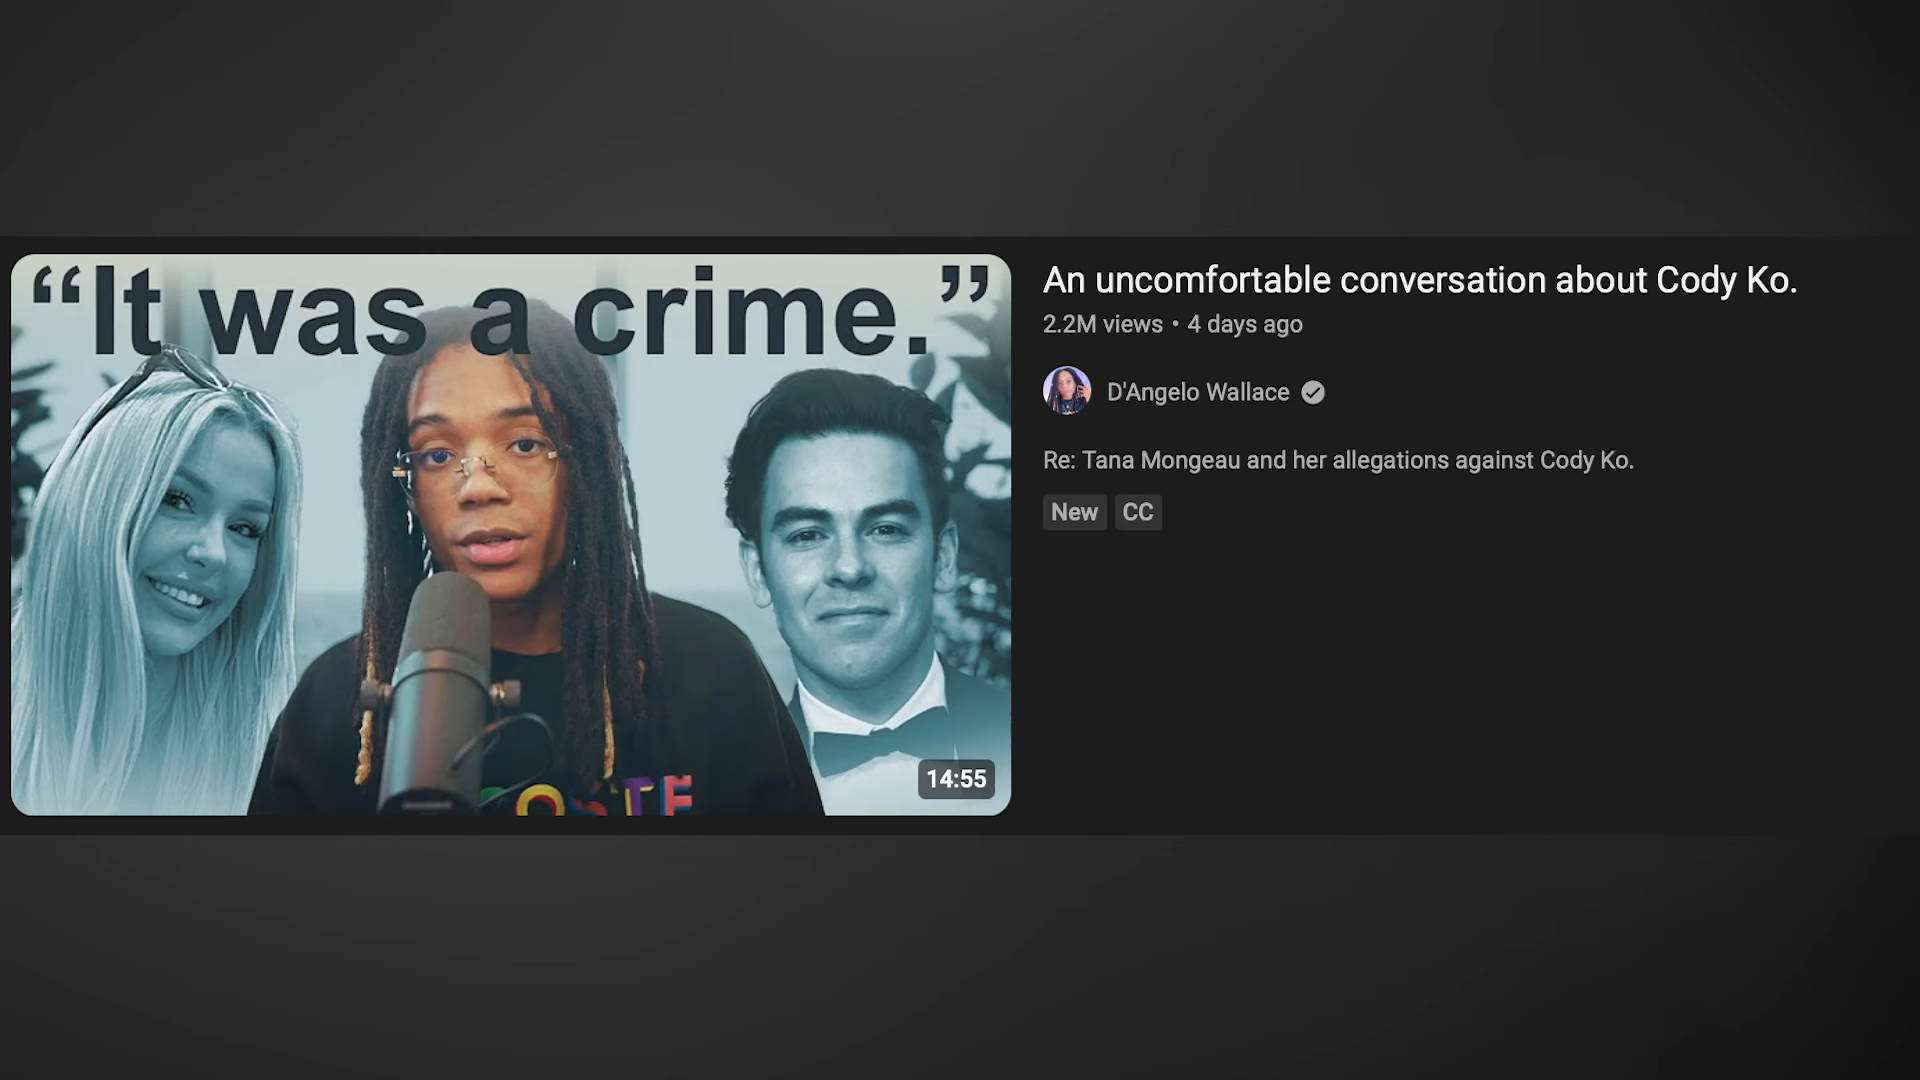 “It was a crime.”
14:55
An uncomfortable conversation about Cody Ko.
2.2M views • 4 days ago
D'Angelo Wallace
Re: Tana Mongeau and her allegations against Cody Ko.
New CC